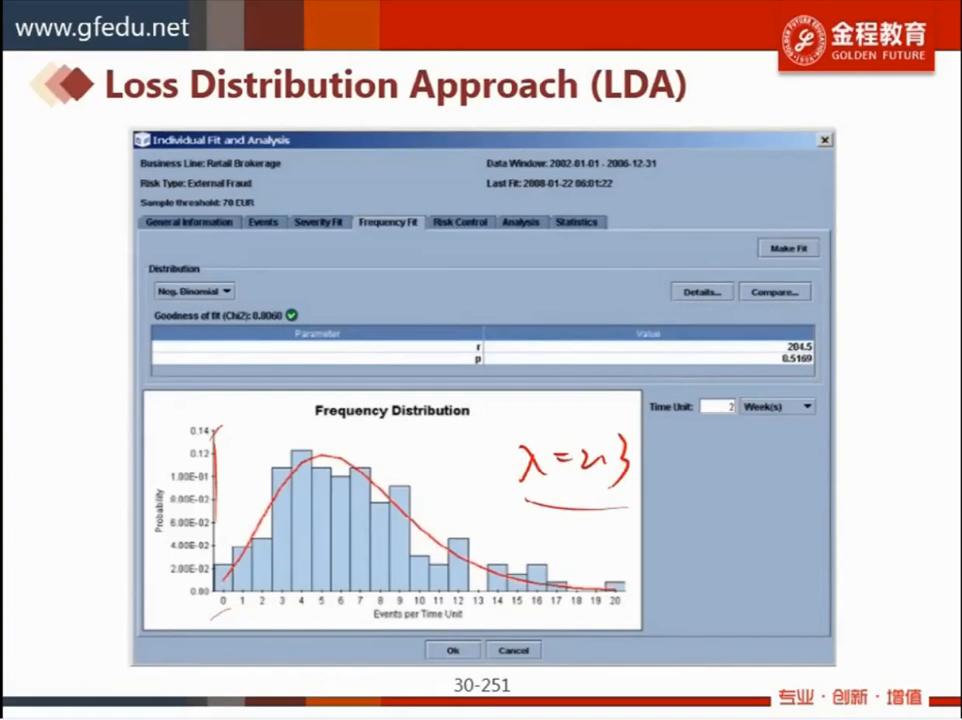 www.gfedu.net
金程教育
GOLDEN FUTURE
Loss Distribution Approach (LDA)
Individual Fit and Analysis
Business Line: Retail Brokerage
Data Window: 2002-01-01 - 2006-12-31
Risk Type: External Fraud
Last Fit: 2008-01-22 06:01:22
Sample threshold: 70 EUR
General Information Events Severity Fit Frequency Fit Risk Control Analysis Statistics
Make Fit
Distribution
Neg. Binomial
Details... Compare...
Goodness of fit (Chi2): 0.8060
Parameter Value
r 204.5
p 0.5169
Frequency Distribution
Time Unit: 2 Week(s)
λ=2~3
0.14
0.12
1.00E-01
8.00E-02
6.00E-02
4.00E-02
2.00E-02
0.00
Probability
0 1 2 3 4 5 6 7 8 9 10 11 12 13 14 15 16 17 18 19 20
Events per Time Unit
Ok Cancel
30-251
专业·创新·增值